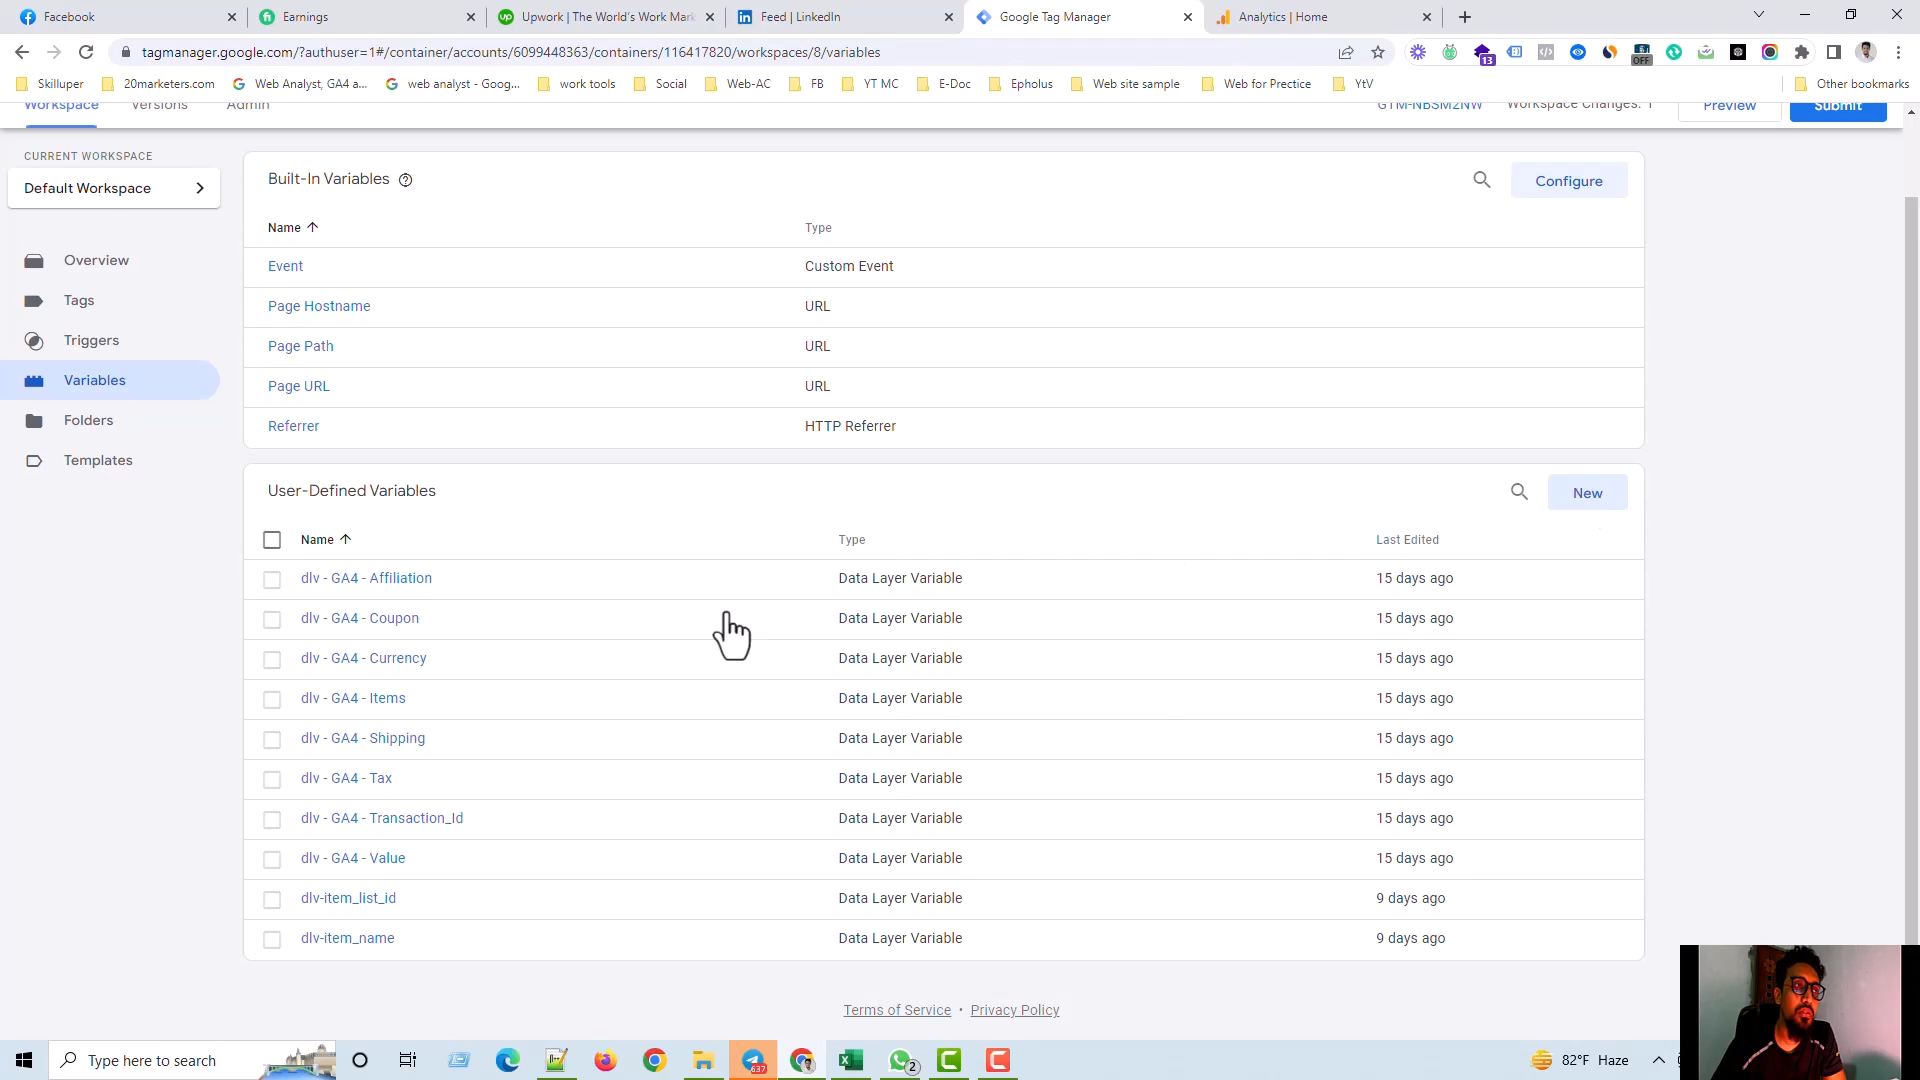 Facebook
Earnings
Upwork | The World's Work Mark
Feed | LinkedIn
Google Tag Manager
Analytics | Home
tagmanager.google.com/?authuser=1#/container/accounts/6099448363/containers/116417820/workspaces/8/variables
13
OFF
Skilluper
20marketers.com
Web Analyst, GA4 a...
web analyst - Goog...
work tools
Social
Web-AC
FB
YT MC
E-Doc
Epholus
Web site sample
Web for Prectice
YtV
Other bookmarks
Workspace
Versions
Admin
GTM-NBSM2NW
Workspace Changes: 1
Preview
Submit
CURRENT WORKSPACE
Default Workspace
Overview
Tags
Triggers
Variables
Folders
Templates
Built-In Variables
Configure
Name
Type
Event
Custom Event
Page Hostname
URL
Page Path
URL
Page URL
URL
Referrer
HTTP Referrer
User-Defined Variables
New
Name
Type
Last Edited
dlv - GA4 - Affiliation
Data Layer Variable
15 days ago
dlv - GA4 - Coupon
Data Layer Variable
15 days ago
dlv - GA4 - Currency
Data Layer Variable
15 days ago
dlv - GA4 - Items
Data Layer Variable
15 days ago
dlv - GA4 - Shipping
Data Layer Variable
15 days ago
dlv - GA4 - Tax
Data Layer Variable
15 days ago
dlv - GA4 - Transaction_Id
Data Layer Variable
15 days ago
dlv - GA4 - Value
Data Layer Variable
15 days ago
dlv-item_list_id
Data Layer Variable
9 days ago
dlv-item_name
Data Layer Variable
9 days ago
Terms of Service • Privacy Policy
Type here to search
637
2
82°F Haze